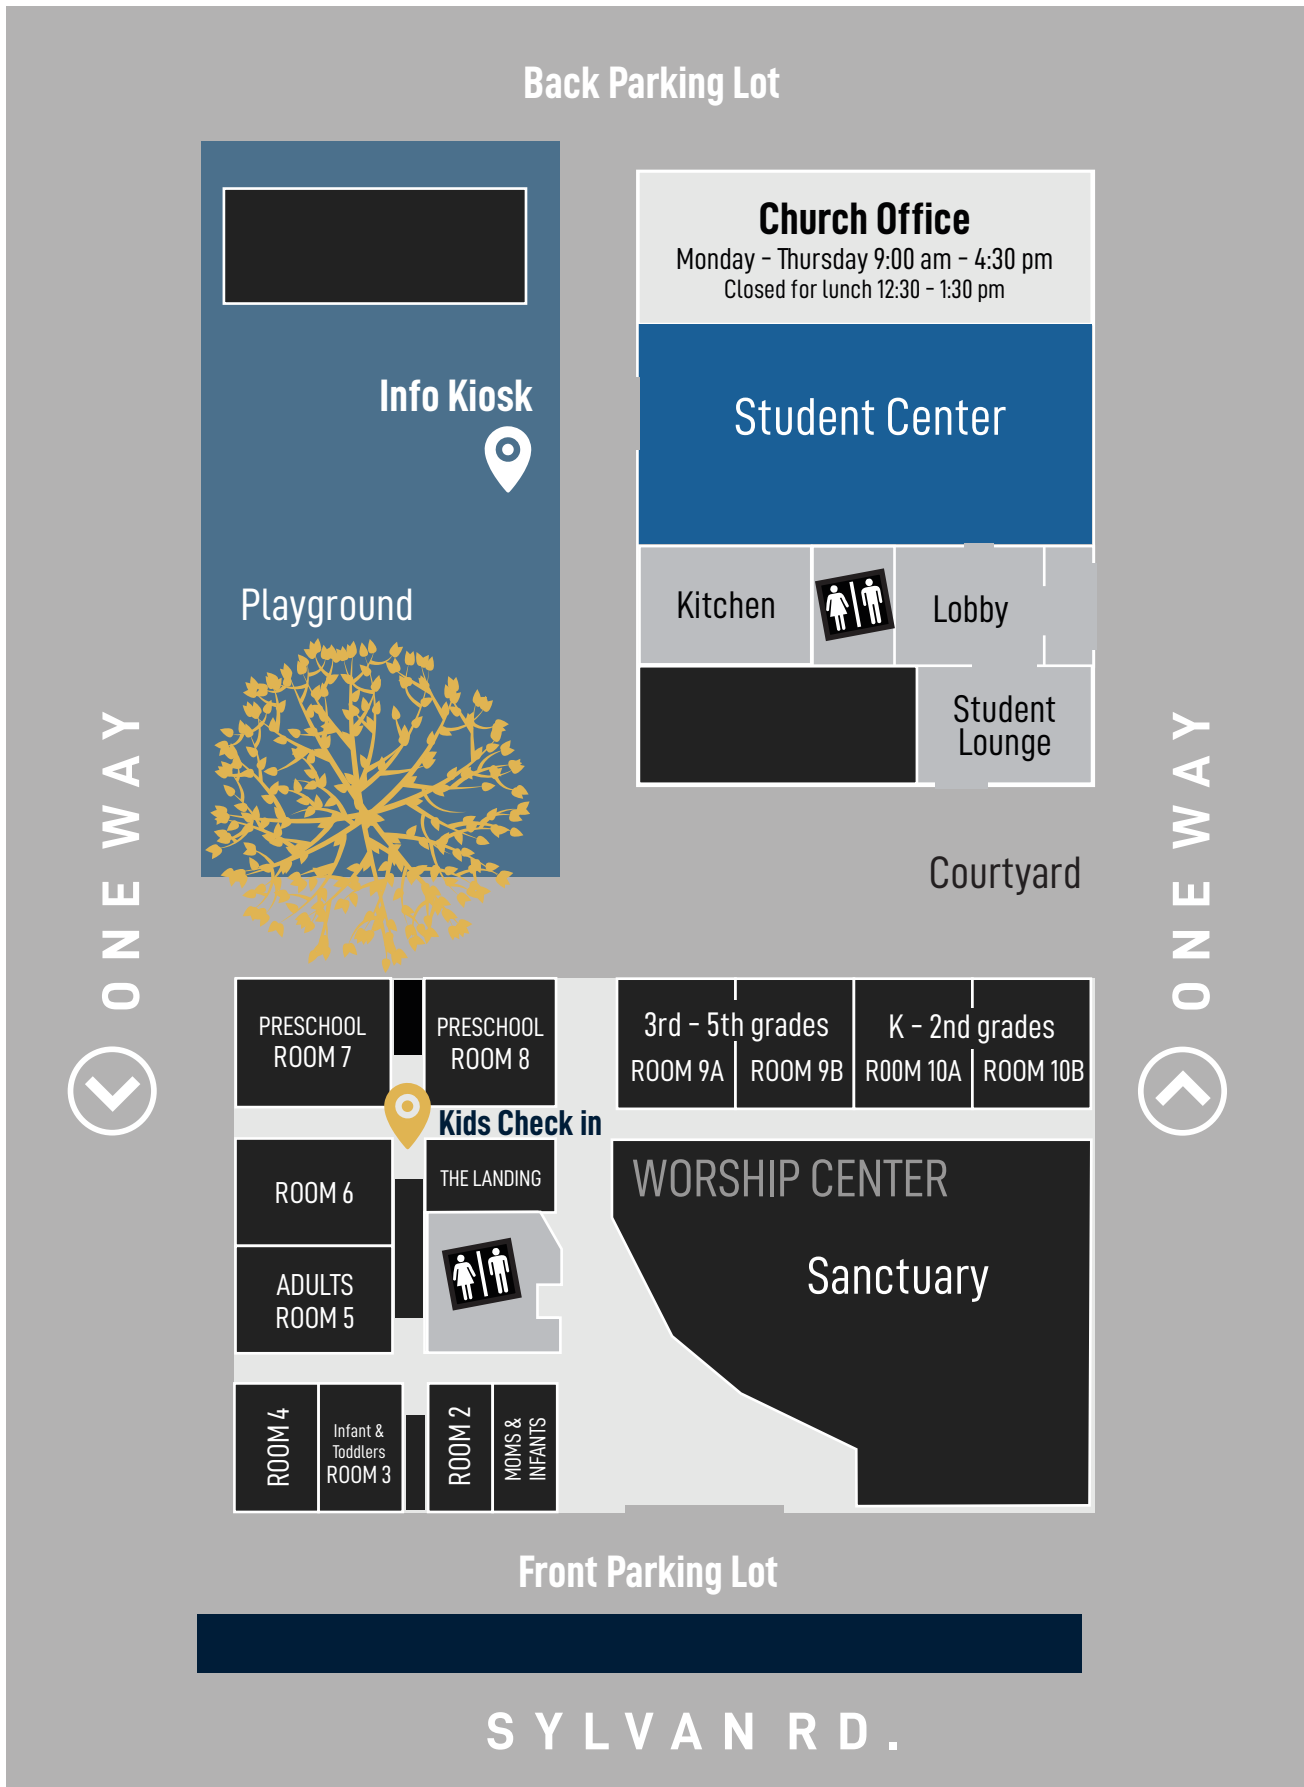 Back Parking Lot
Church Office
Monday - Thursday 9:00 am - 4:30 pm
Closed for lunch 12:30 - 1:30 pm
Info Kiosk
Student Center
Playground
Kitchen
Lobby
Student
Lounge
ONE WAY
ONE WAY
Courtyard
PRESCHOOL
ROOM 7
PRESCHOOL
ROOM 8
3rd - 5th grades
ROOM 9A
ROOM 9B
K - 2nd grades
ROOM 10A
ROOM 10B
Kids Check in
ROOM 6
THE LANDING
WORSHIP CENTER
Sanctuary
ADULTS
ROOM 5
ROOM 4
Infant &
Toddlers
ROOM 3
ROOM 2
MOMS &
INFANTS
Front Parking Lot
SYLVAN RD.